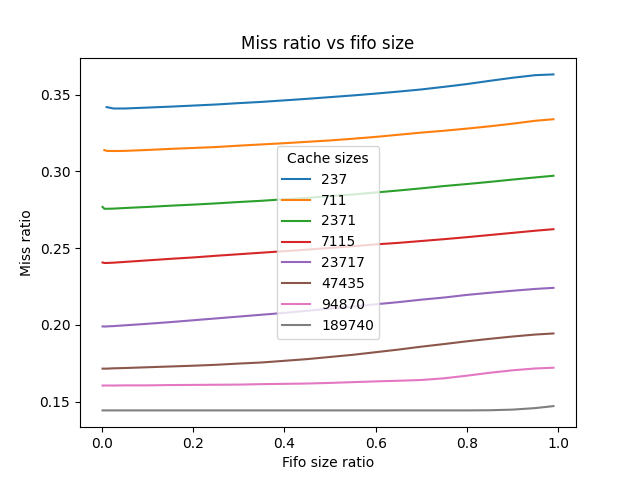 Miss ratio vs fifo size
0.35
0.30
0.25
0.20
0.15
Miss ratio
Cache sizes
237
711
2371
7115
23717
47435
94870
189740
0.0 0.2 0.4 0.6 0.8 1.0
Fifo size ratio